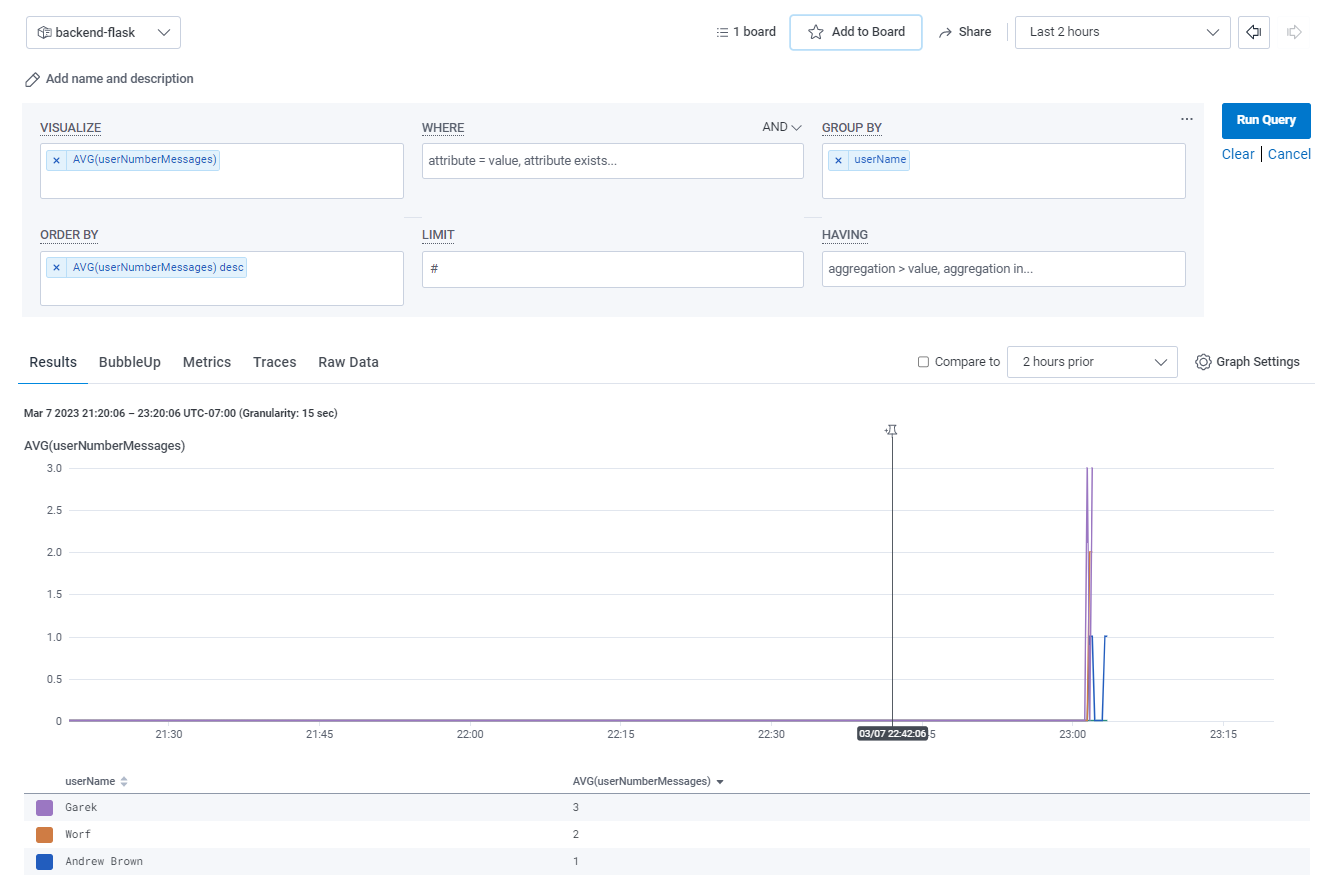 backend-flask
1 board
Add to Board
Share
Last 2 hours
Add name and description
VISUALIZE
WHERE
AND
GROUP BY
...
Run Query
× AVG(userNumberMessages)
attribute = value, attribute exists...
× userName
Clear | Cancel
ORDER BY
LIMIT
HAVING
× AVG(userNumberMessages) desc
#
aggregation > value, aggregation in...
Results BubbleUp Metrics Traces Raw Data
Compare to
2 hours prior
Graph Settings
Mar 7 2023 21:20:06 – 23:20:06 UTC-07:00 (Granularity: 15 sec)
AVG(userNumberMessages)
3.0
2.5
2.0
1.5
1.0
0.5
0
21:30 21:45 22:00 22:15 22:30 03/07 22:42:06 5 23:00 23:15
userName AVG(userNumberMessages)
Garek 3
Worf 2
Andrew Brown 1